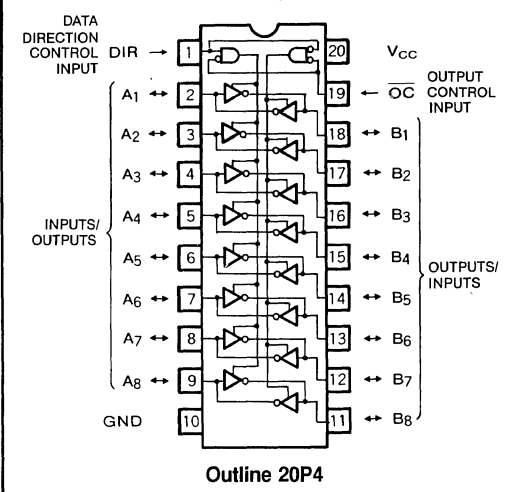 DATA
DIRECTION
CONTROL DIR → 1
INPUT
20 VCC
A1 ↔ 2
19 ← O̅C̅ OUTPUT
CONTROL
INPUT
A2 ↔ 3
18 ↔ B1
A3 ↔ 4
17 ↔ B2
A4 ↔ 5
16 ↔ B3
INPUTS/
OUTPUTS
A5 ↔ 6
15 ↔ B4
OUTPUTS/
INPUTS
A6 ↔ 7
14 ↔ B5
A7 ↔ 8
13 ↔ B6
A8 ↔ 9
12 ↔ B7
GND 10
11 ↔ B8
Outline 20P4